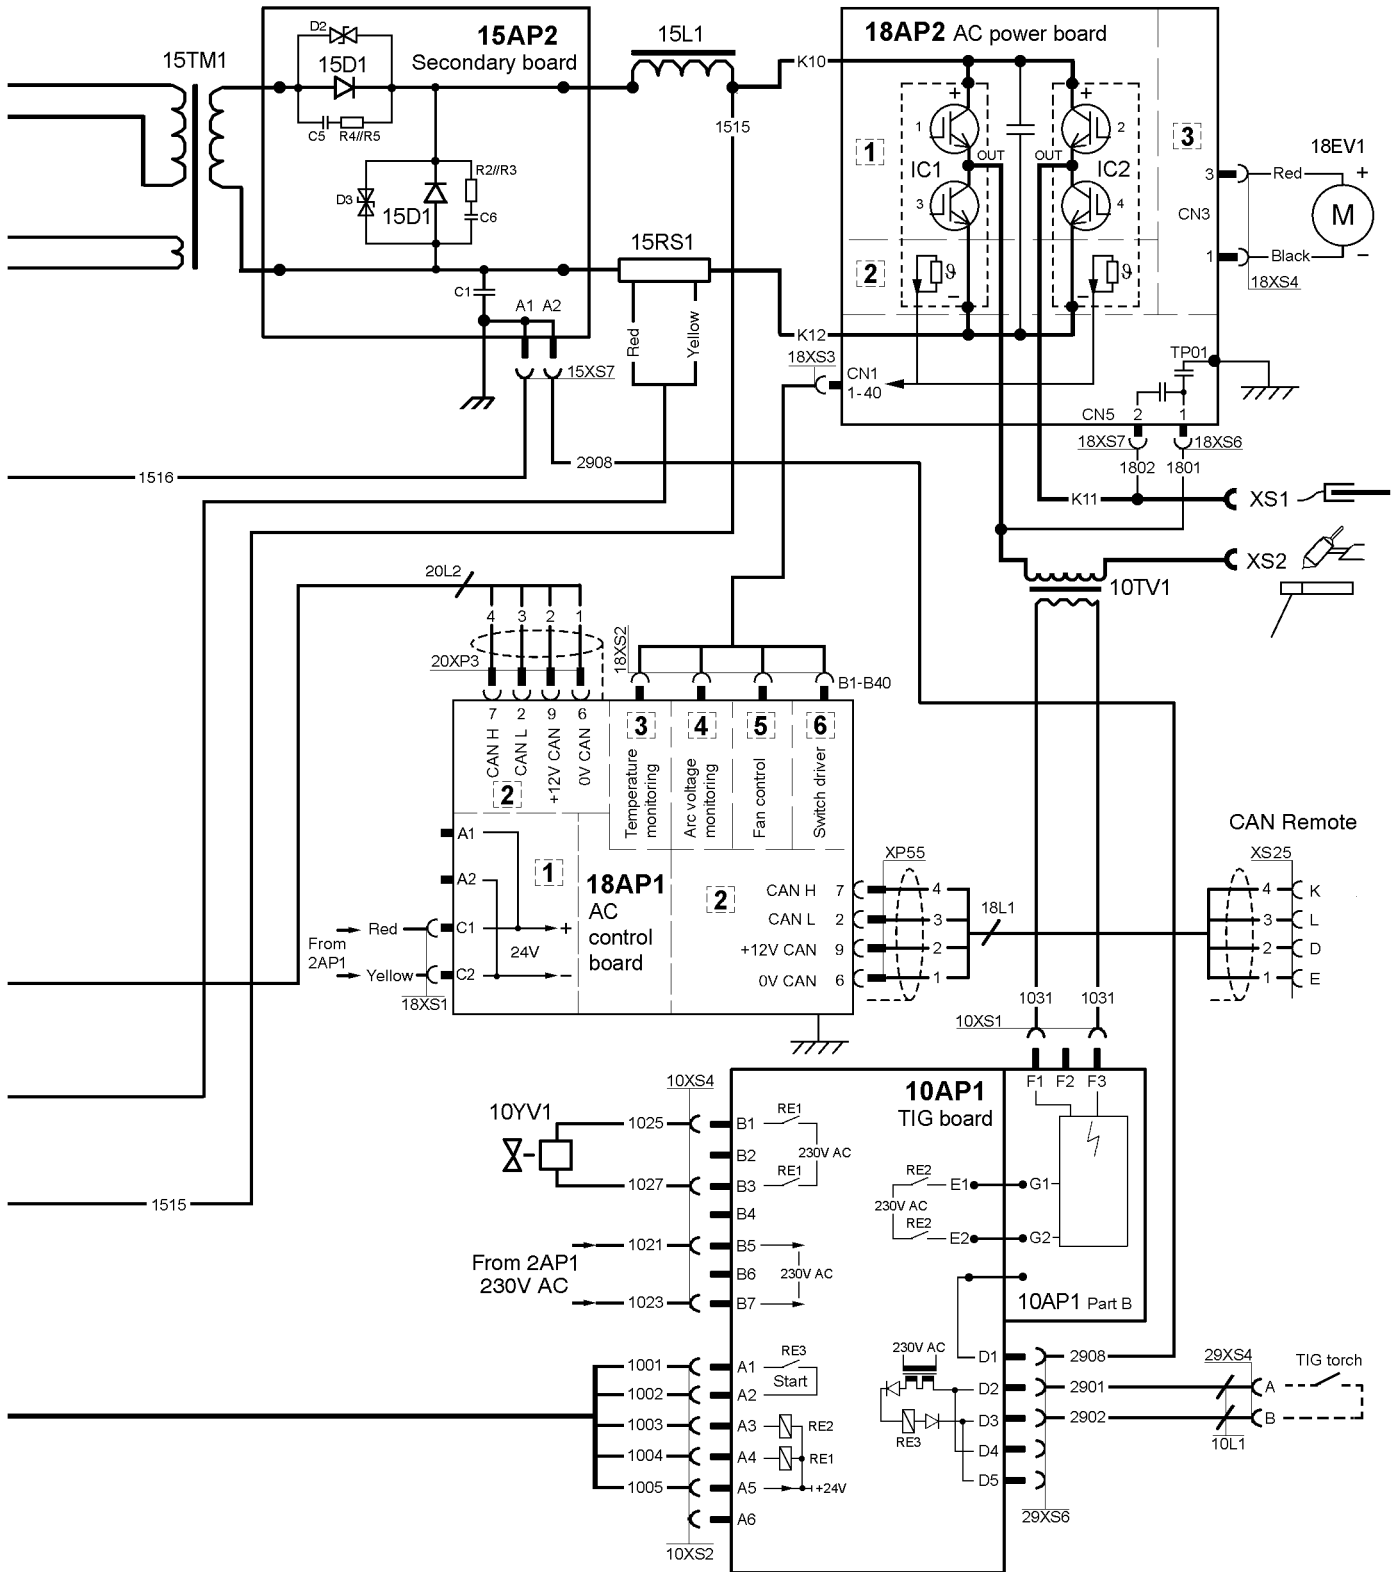 15TM1
D2
15D1
C5
R4//R5
15AP2
Secondary board
D3
15D1
R2//R3
C6
C1
A1 A2
15XS7
15L1
1515
15RS1
Red
Yellow
18AP2 AC power board
K10
1
2
3
+
+
1
2
OUT
OUT
IC1
IC2
3
4
ϑ
ϑ
−
−
K12
18XS3
CN1
1-40
3
CN3
1
Red
Black
18XS4
18EV1
+
M
−
TP01
CN5
2
1
18XS7
18XS6
1802
1801
K11
XS1
XS2
10TV1
1516
2908
20L2
4
3
2
1
20XP3
18XS2
B1-B40
7
2
9
6
CAN H
CAN L
+12V CAN
0V CAN
2
3
4
5
6
Temperature
monitoring
Arc voltage
monitoring
Fan control
Switch driver
A1
A2
1
18AP1
AC
control
board
2
From
2AP1
Red
Yellow
18XS1
C1
C2
24V
+
−
CAN H 7
CAN L 2
+12V CAN 9
0V CAN 6
XP55
4
3
2
1
18L1
CAN Remote
XS25
4 K
3 L
2 D
1 E
1031
1031
10XS1
F1 F2 F3
10AP1
TIG board
10XS4
10YV1
1025
1027
B1
B2
B3
B4
RE1
RE1
230V AC
1515
From 2AP1
230V AC
1021
1023
B5
B6
B7
230V AC
RE2
RE2
230V AC
E1
E2
G1
G2
10AP1 Part B
1001
1002
1003
1004
1005
A1
A2
A3
A4
A5
A6
RE3
Start
RE2
RE1
+24V
10XS2
230V AC
RE3
D1
D2
D3
D4
D5
2908
2901
2902
29XS6
29XS4
10L1
A
B
TIG torch